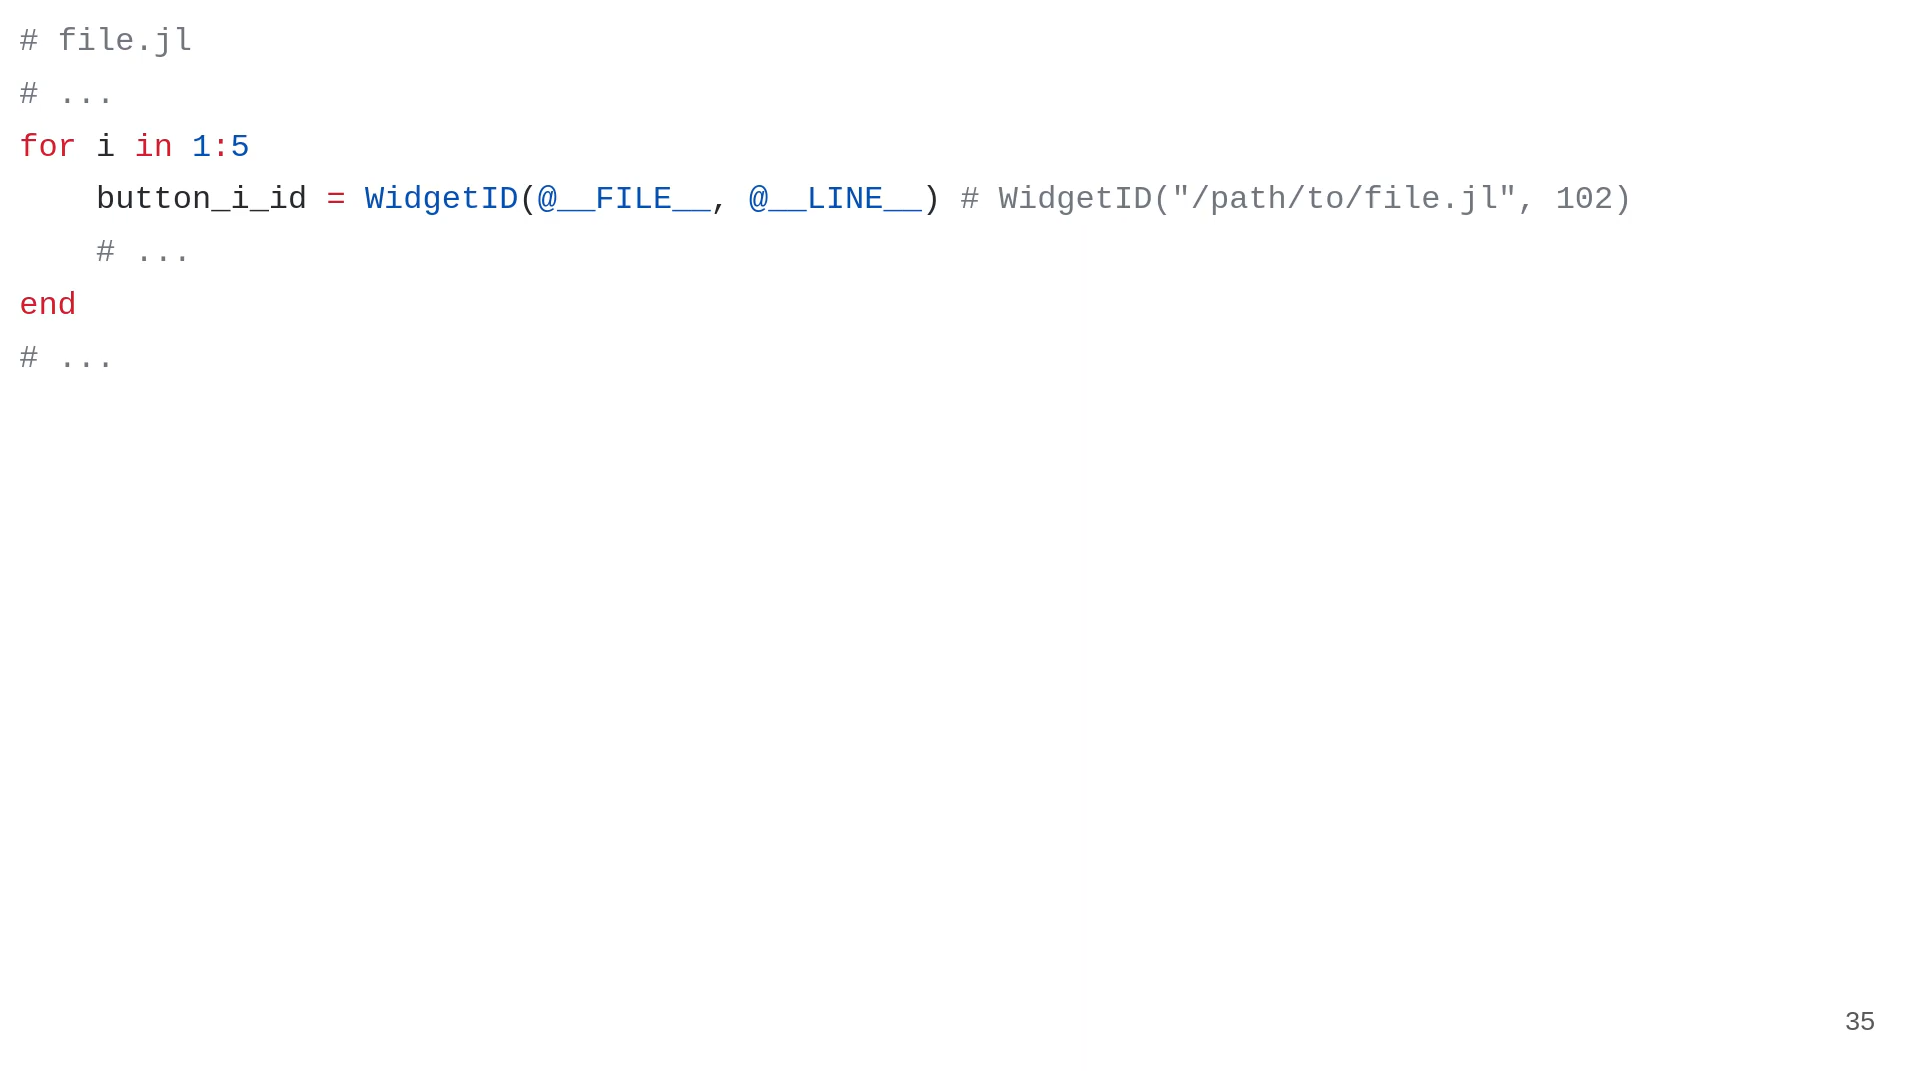 # file.jl
# ...
for i in 1:5
    button_i_id = WidgetID(@__FILE__, @__LINE__) # WidgetID("/path/to/file.jl", 102)
    # ...
end
# ...
35